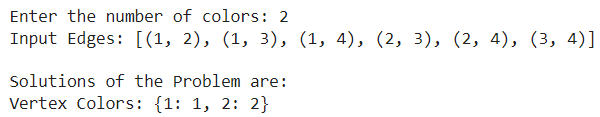 Enter the number of colors: 2
Input Edges: [(1, 2), (1, 3), (1, 4), (2, 3), (2, 4), (3, 4)]
Solutions of the Problem are:
Vertex Colors: {1: 1, 2: 2}